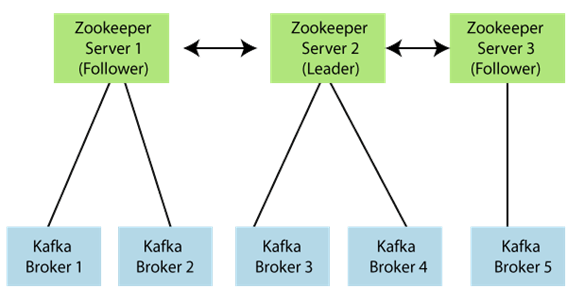 Zookeeper
Server 1
(Follower)
Zookeeper
Server 2
(Leader)
Zookeeper
Server 3
(Follower)
Kafka
Broker 1
Kafka
Broker 2
Kafka
Broker 3
Kafka
Broker 4
Kafka
Broker 5